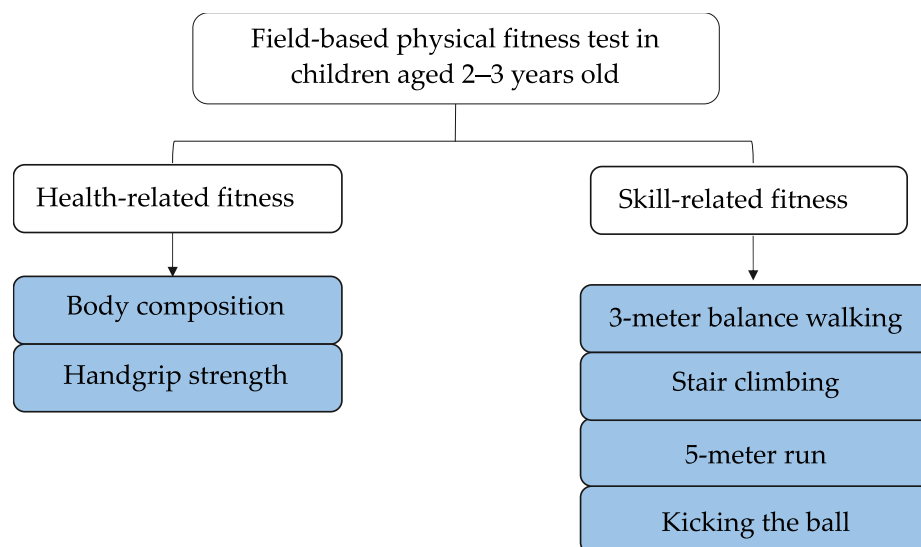 Field-based physical fitness test in
children aged 2–3 years old
Health-related fitness
Skill-related fitness
Body composition
Handgrip strength
3-meter balance walking
Stair climbing
5-meter run
Kicking the ball